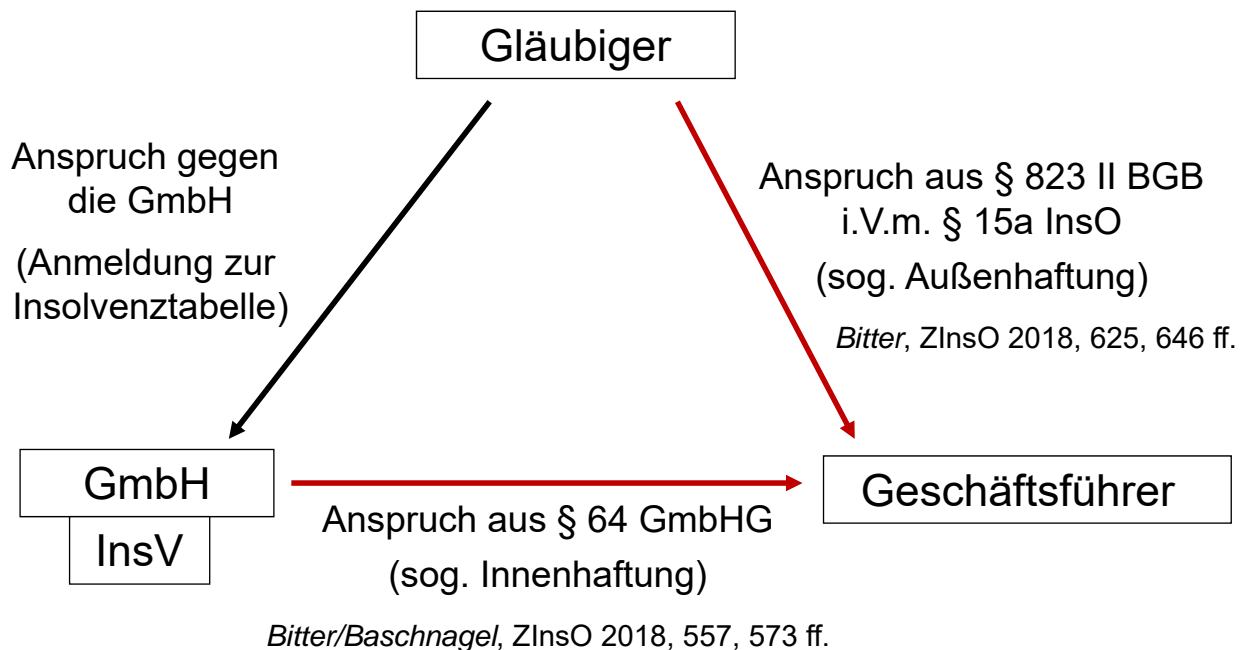 Gläubiger
Anspruch gegen
die GmbH
(Anmeldung zur
Insolvenztabelle)
Anspruch aus § 823 II BGB
i.V.m. § 15a InsO
(sog. Außenhaftung)
Bitter, ZInsO 2018, 625, 646 ff.
GmbH
InsV
Anspruch aus § 64 GmbHG
(sog. Innenhaftung)
Bitter/Baschnagel, ZInsO 2018, 557, 573 ff.
Geschäftsführer